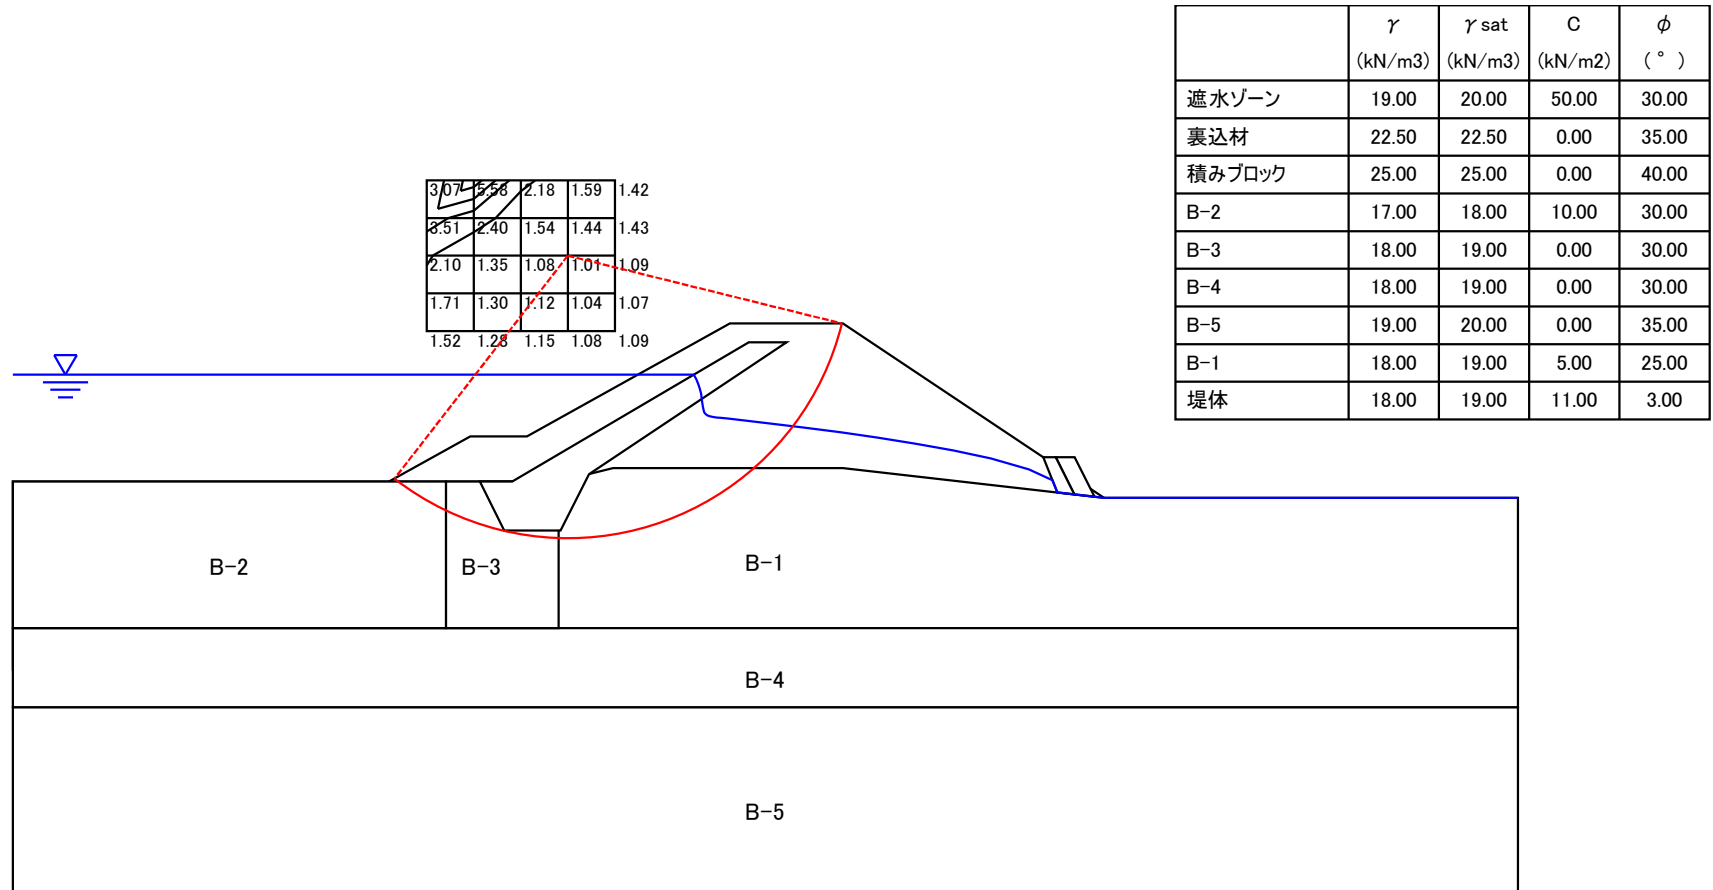 γ γsat C φ
(kN/m3) (kN/m3) (kN/m2) (°)
遮水ゾーン 19.00 20.00 50.00 30.00
裏込材 22.50 22.50 0.00 35.00
積みブロック 25.00 25.00 0.00 40.00
B-2 17.00 18.00 10.00 30.00
B-3 18.00 19.00 0.00 30.00
B-4 18.00 19.00 0.00 30.00
B-5 19.00 20.00 0.00 35.00
B-1 18.00 19.00 5.00 25.00
堤体 18.00 19.00 11.00 3.00
3.07 5.58 2.18 1.59 1.42
3.51 2.40 1.54 1.44 1.43
2.10 1.35 1.08 1.01 1.09
1.71 1.30 1.12 1.04 1.07
1.52 1.28 1.15 1.08 1.09
B-2 B-3 B-1
B-4
B-5